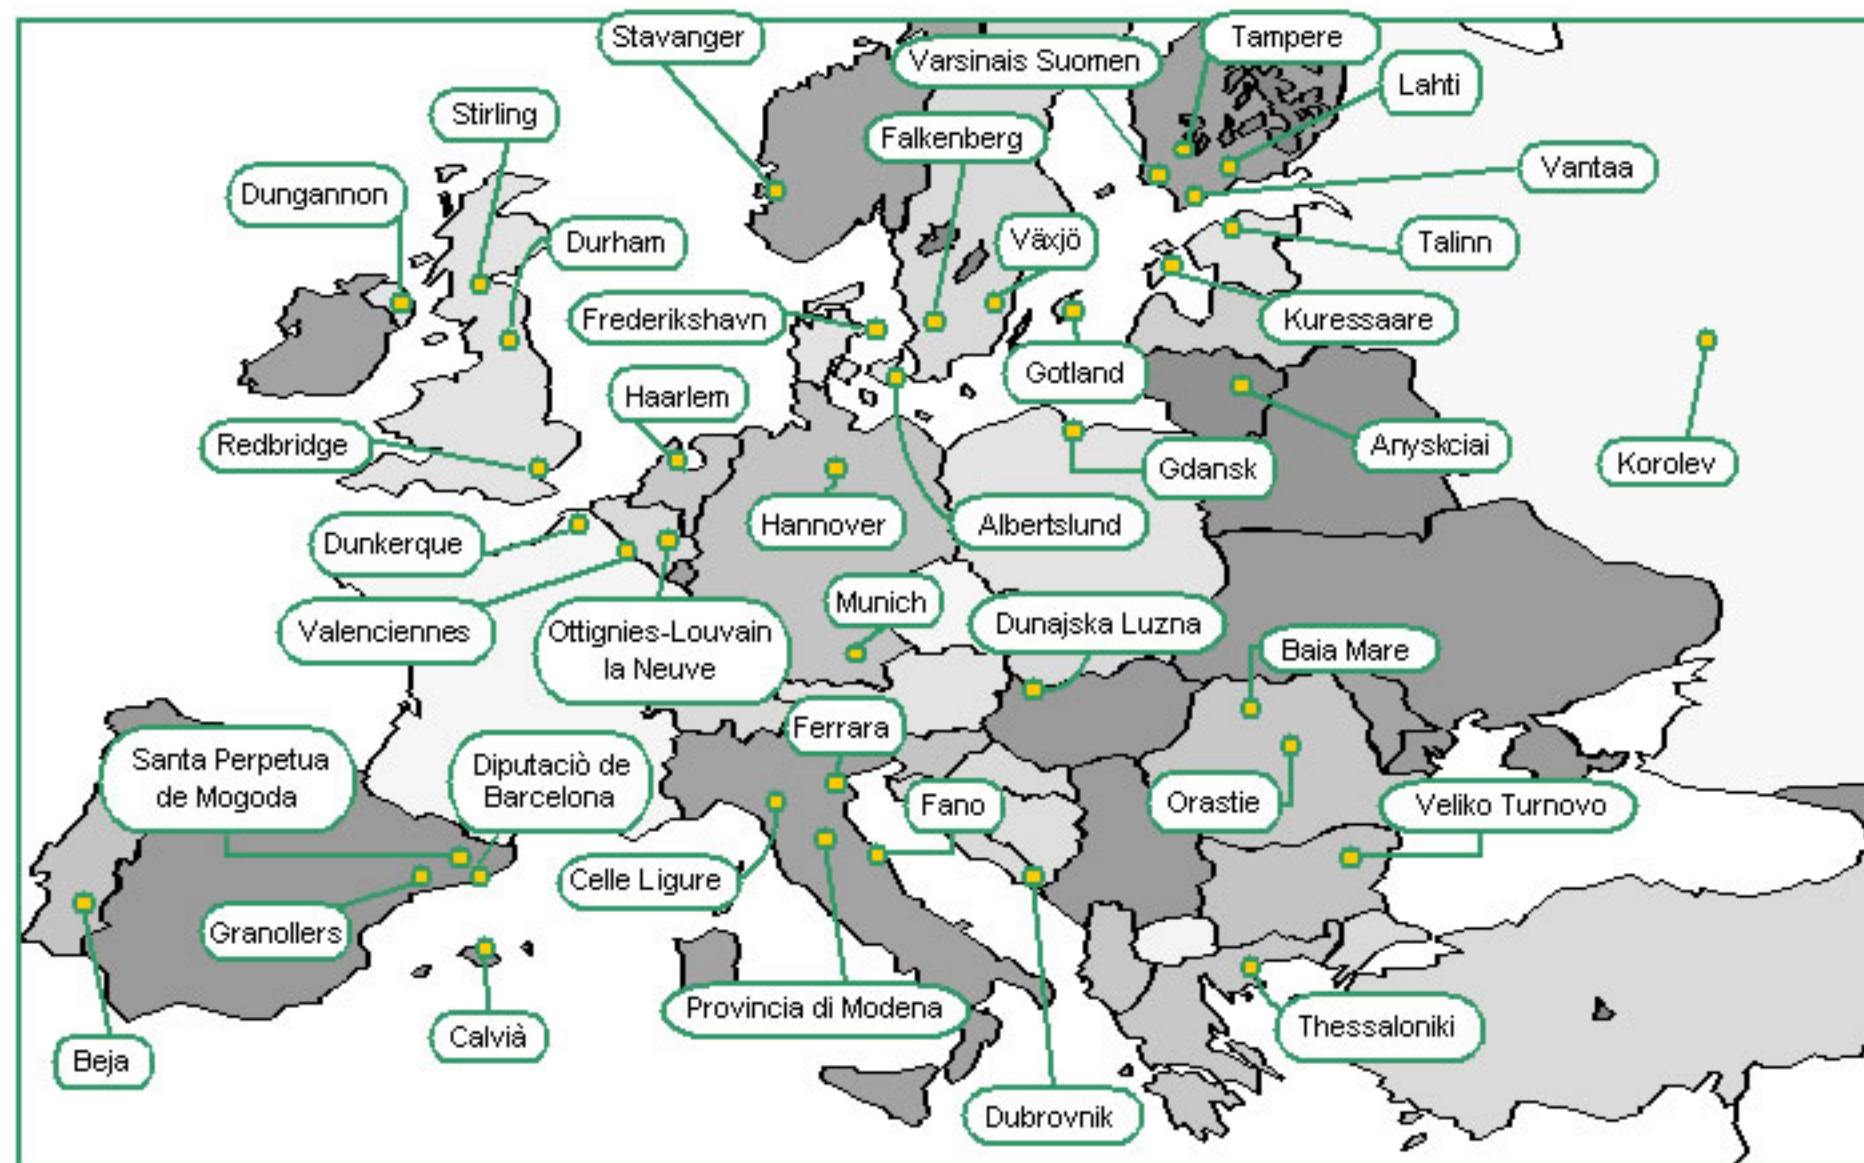 Stavanger
Tampere
Varsinais Suomen
Lahti
Stirling
Falkenberg
Vantaa
Dungannon
Durham
Växjö
Talinn
Frederikshavn
Kuressaare
Gotland
Haarlem
Redbridge
Anyskciai
Gdansk
Korolev
Hannover
Albertslund
Dunkerque
Munich
Dunajska Luzna
Valenciennes
Ottignies-Louvain
la Neuve
Baia Mare
Ferrara
Santa Perpetua
de Mogoda
Diputaciò de
Barcelona
Fano
Orastie
Veliko Turnovo
Celle Ligure
Granollers
Provincia di Modena
Calvià
Thessaloniki
Beja
Dubrovnik